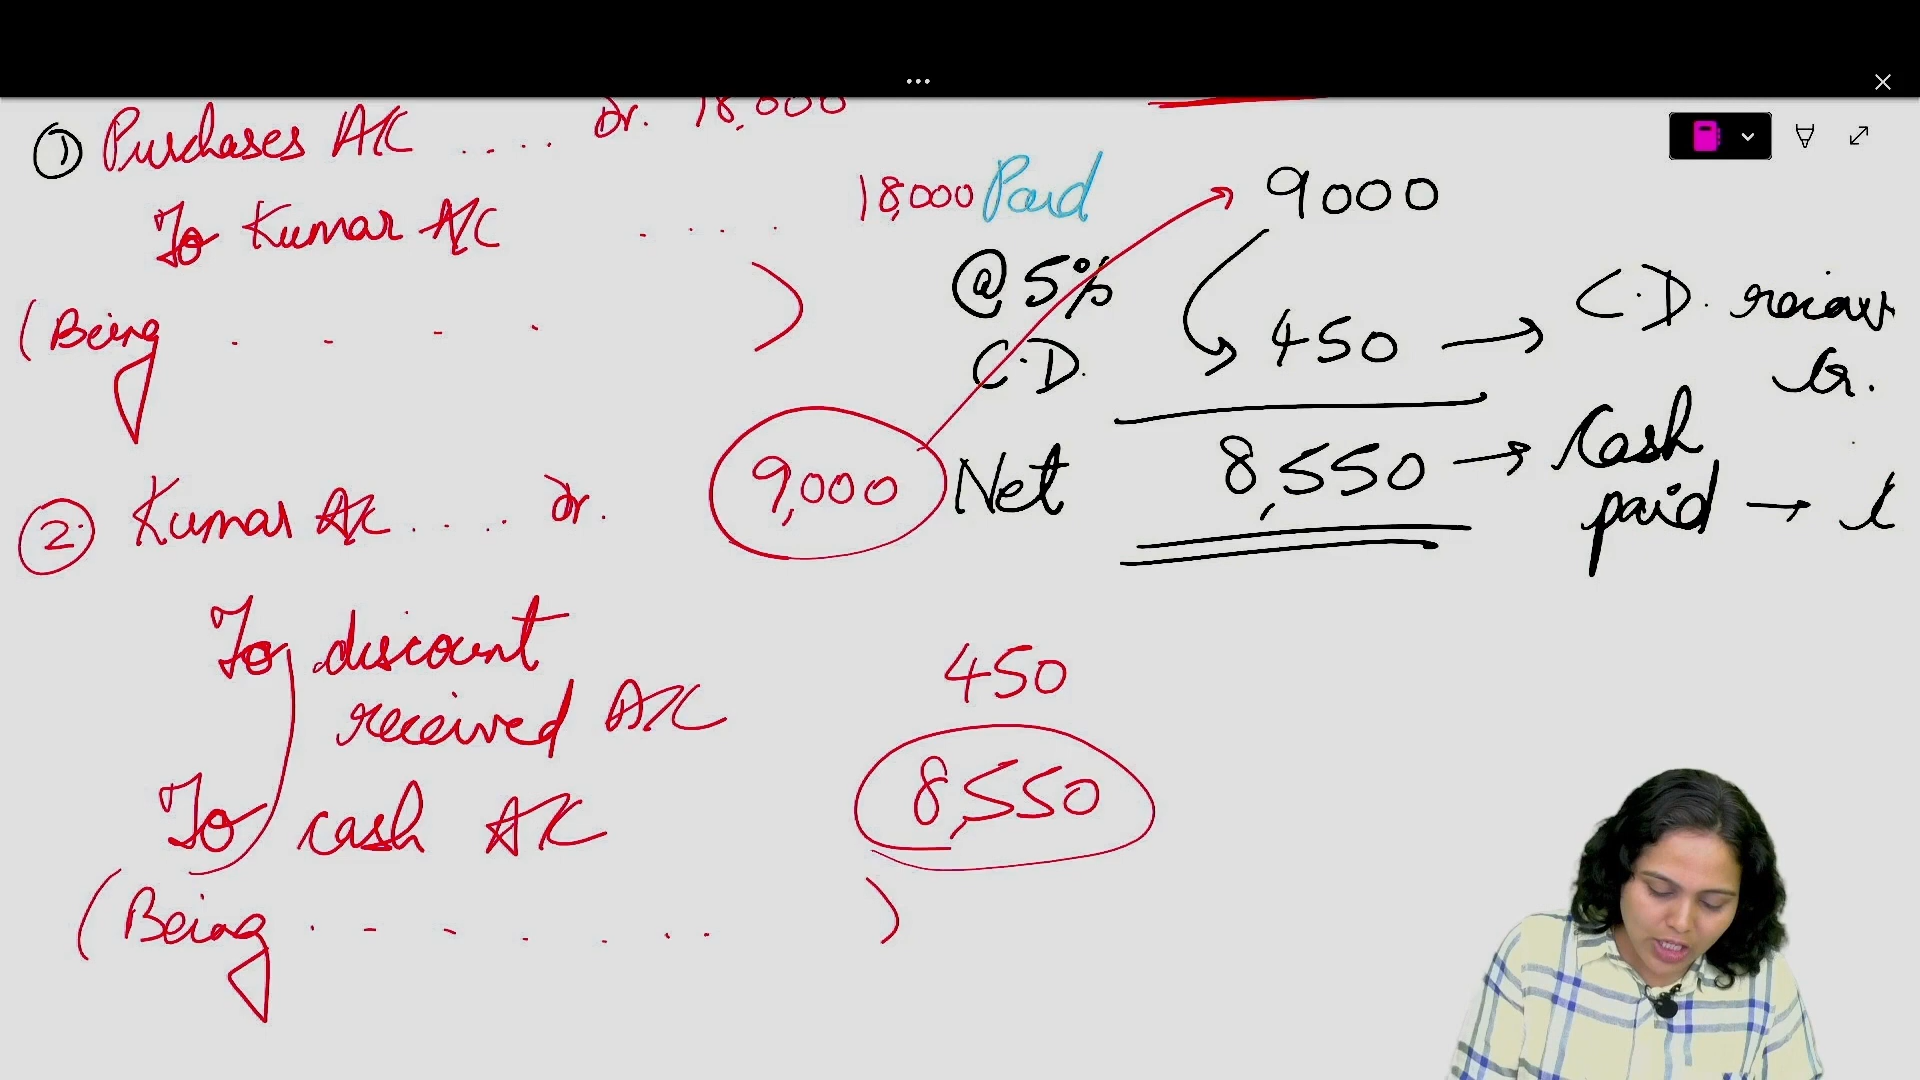 ① Purchases A/C .... Dr. 18,000
To Kumar A/C .... 18,000
(Being . . - . )
② Kumar A/C .... Dr. 9,000
To discount
received A/C 450
To cash A/C 8,550
(Being . - - . . . . )
Paid 9000
@ 5%
C.D. 450 → C.D.
Net 8,550 → Cash
paid →